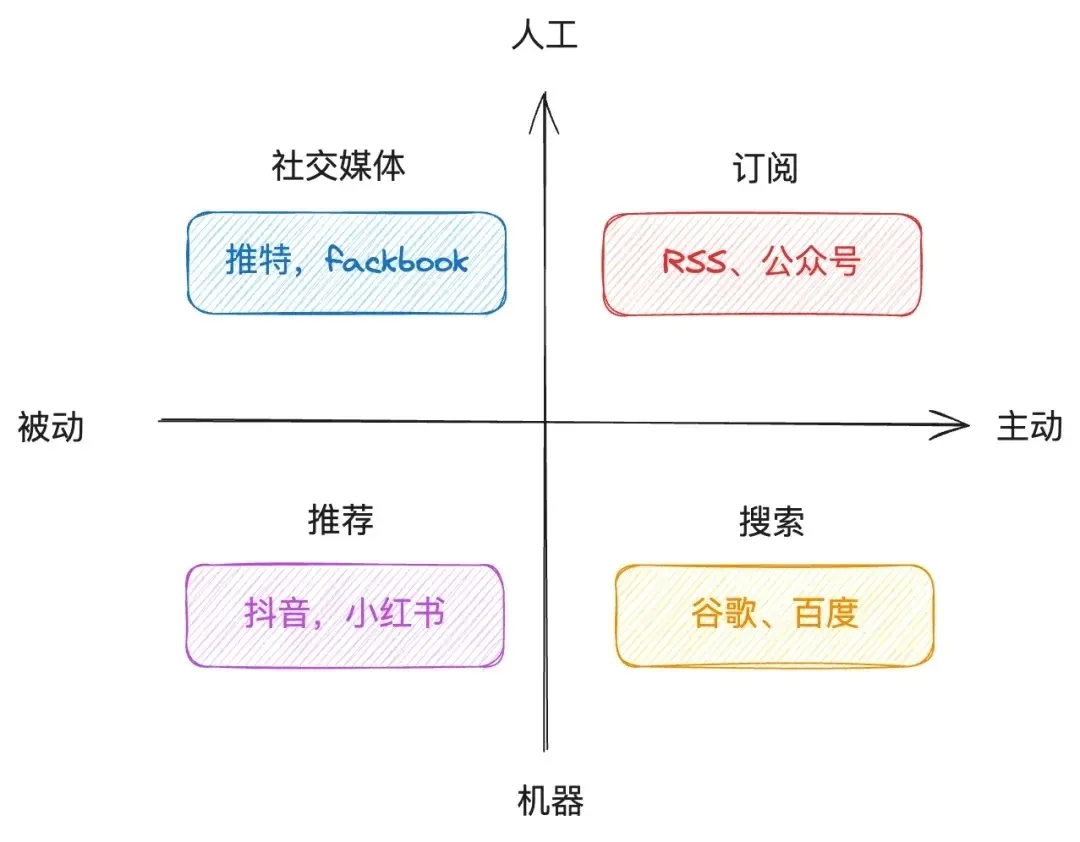 人工
社交媒体
订阅
推特，fackbook
RSS、公众号
被动
主动
推荐
搜索
抖音，小红书
谷歌、百度
机器